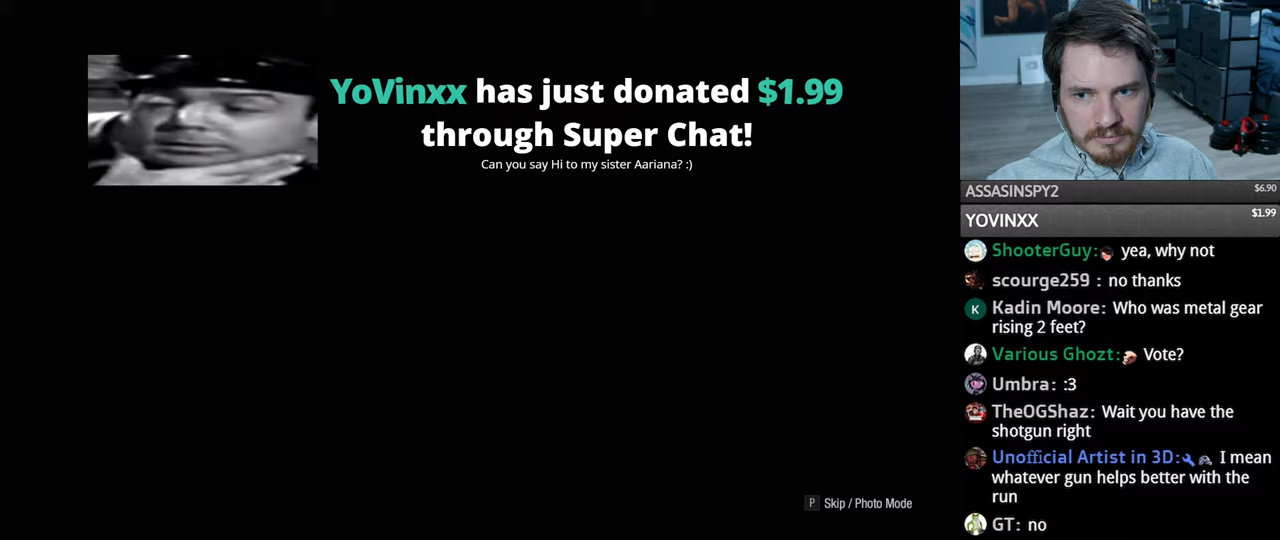 YoVinxx has just donated $1.99
through Super Chat!
Can you say Hi to my sister Aariana? :)
P Skip / Photo Mode
ASSASINSPY2 $6.90
YOVINXX $1.99
ShooterGuy: yea, why not
scourge259 : no thanks
K Kadin Moore: Who was metal gear
rising 2 feet?
Various Ghozt: Vote?
Umbra: :3
TheOGShaz: Wait you have the
shotgun right
Unofficial Artist in 3D: I mean
whatever gun helps better with the
run
GT: no